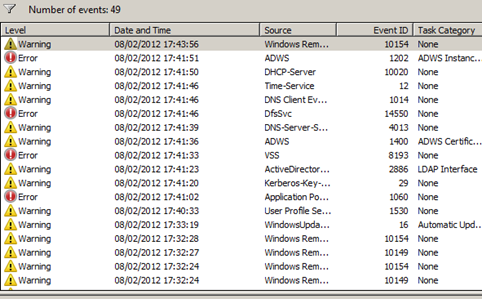 Number of events: 49
Level Date and Time Source Event ID Task Category
Warning 08/02/2012 17:43:56 Windows Rem... 10154 None
Error 08/02/2012 17:41:51 ADWS 1202 ADWS Instanc...
Warning 08/02/2012 17:41:50 DHCP-Server 10020 None
Warning 08/02/2012 17:41:46 Time-Service 12 None
Warning 08/02/2012 17:41:46 DNS Client Ev... 1014 None
Error 08/02/2012 17:41:46 DfsSvc 14550 None
Warning 08/02/2012 17:41:39 DNS-Server-S... 4013 None
Warning 08/02/2012 17:41:36 ADWS 1400 ADWS Certific...
Error 08/02/2012 17:41:33 VSS 8193 None
Warning 08/02/2012 17:41:23 ActiveDirector... 2886 LDAP Interface
Warning 08/02/2012 17:41:20 Kerberos-Key-... 29 None
Error 08/02/2012 17:41:02 Application Po... 1060 None
Warning 08/02/2012 17:40:33 User Profile Se... 1530 None
Warning 08/02/2012 17:33:19 WindowsUpda... 16 Automatic Upd...
Warning 08/02/2012 17:32:28 Windows Rem... 10154 None
Warning 08/02/2012 17:32:27 Windows Rem... 10149 None
Warning 08/02/2012 17:32:24 Windows Rem... 10154 None
Warning 08/02/2012 17:32:24 Windows Rem... 10149 None